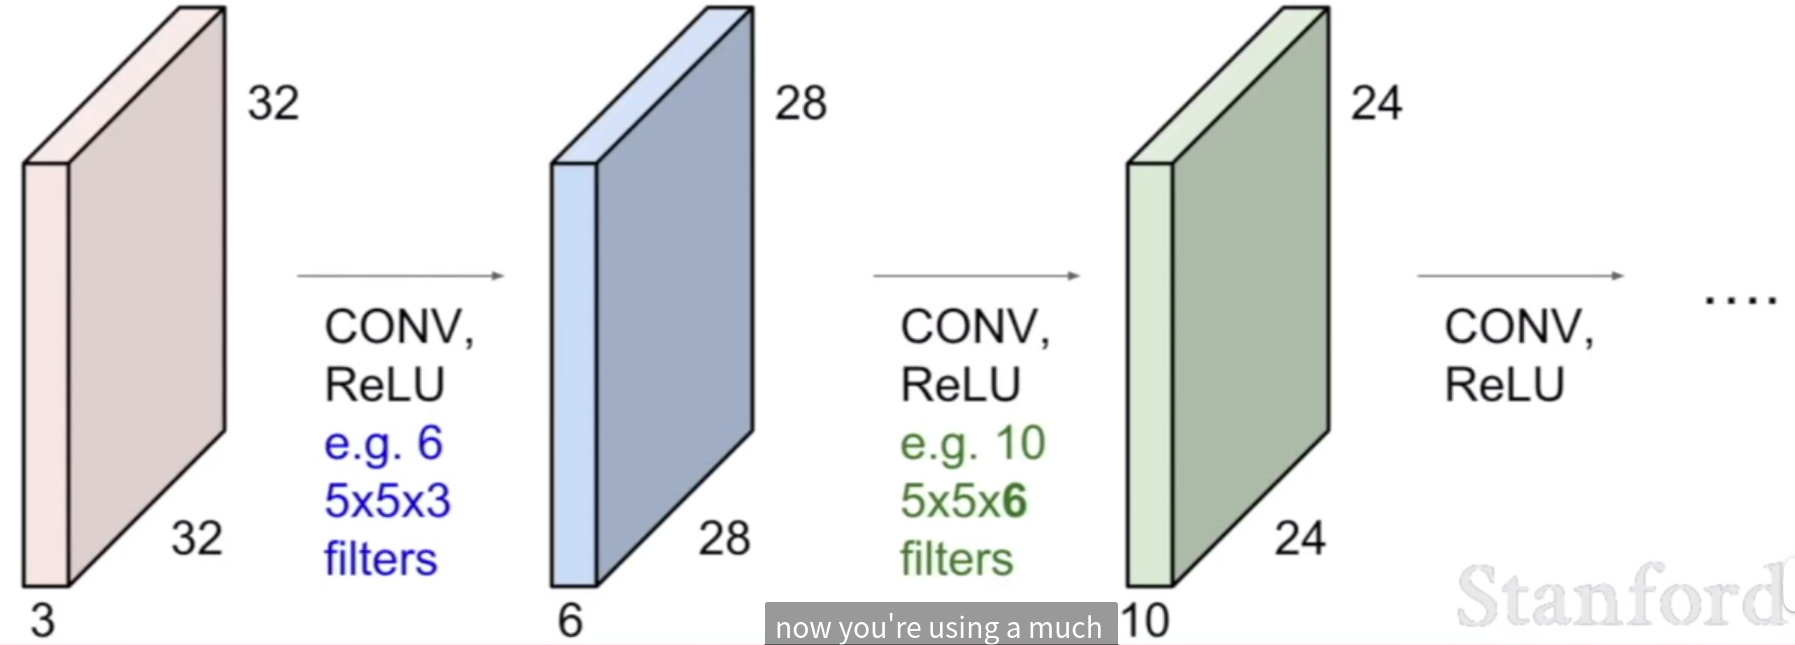 32
28
24
CONV,
ReLU
e.g. 6
5x5x3
filters
CONV,
ReLU
e.g. 10
5x5x6
filters
CONV,
ReLU
....
32
28
24
3
6
10
Stanford
now you're using a much